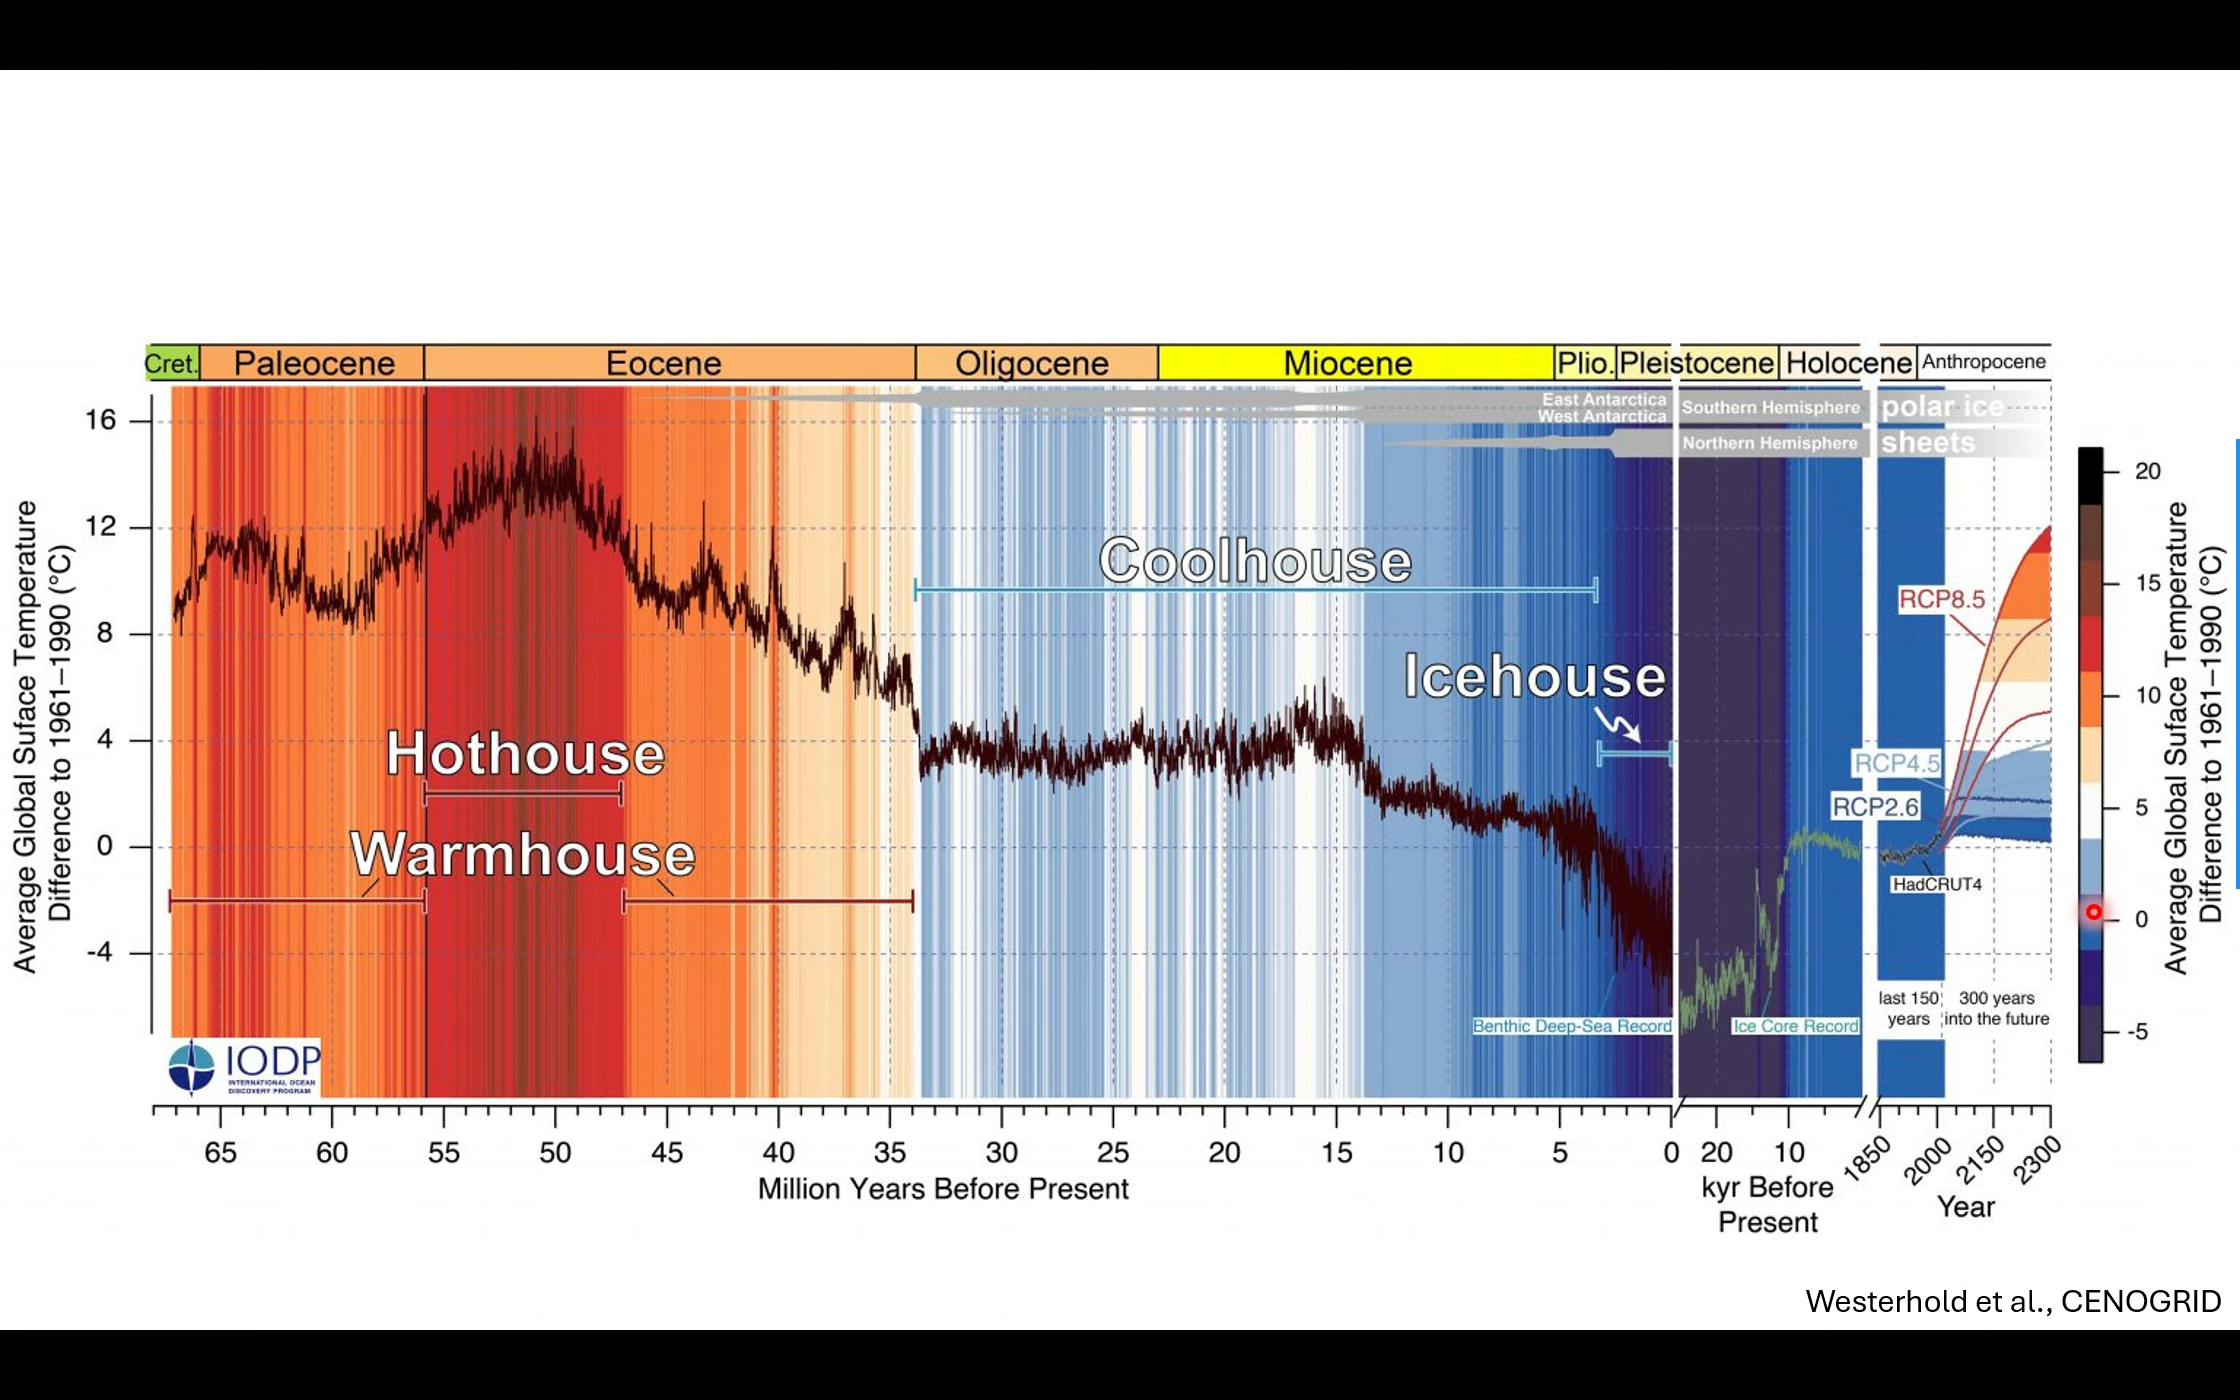 Cret. Paleocene Eocene Oligocene Miocene Plio. Pleistocene Holocene Anthropocene
Average Global Suface Temperature
Difference to 1961–1990 (°C)
16
12
8
4
0
-4
East Antarctica
West Antarctica
Southern Hemisphere
polar ice
Northern Hemisphere
sheets
Coolhouse
Icehouse
Hothouse
Warmhouse
RCP8.5
RCP4.5
RCP2.6
HadCRUT4
last 150
years
300 years
into the future
Benthic Deep-Sea Record
Ice Core Record
IODP
INTERNATIONAL OCEAN
DISCOVERY PROGRAM
65 60 55 50 45 40 35 30 25 20 15 10 5 0
Million Years Before Present
20 10
kyr Before
Present
1850 2000 2150 2300
Year
20
15
10
5
0
-5
Average Global Suface Temperature
Difference to 1961–1990 (°C)
Westerhold et al., CENOGRID